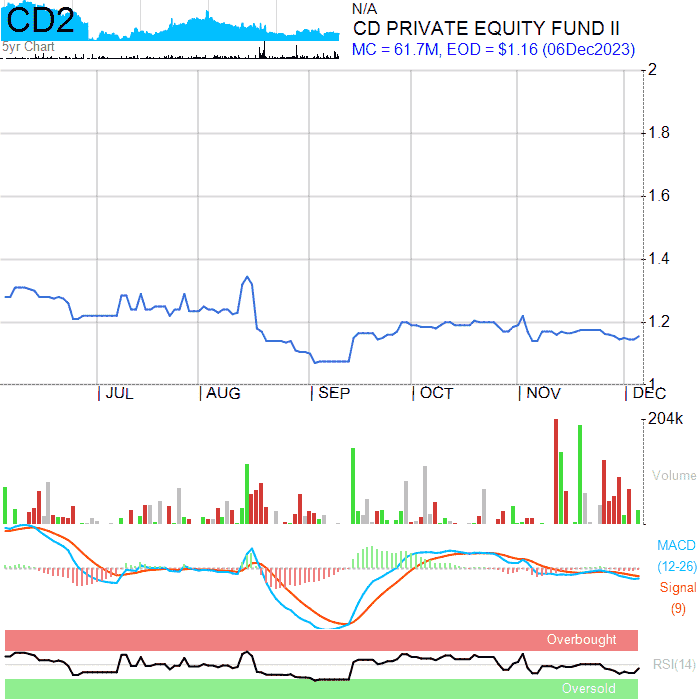 CD2
5yr Chart
N/A
CD PRIVATE EQUITY FUND II
MC = 61.7M, EOD = $1.16 (06Dec2023)
2
1.8
1.6
1.4
1.2
1
JUL
AUG
SEP
OCT
NOV
DEC
204k
Volume
MACD
(12-26)
Signal
(9)
Overbought
RSI(14)
Oversold